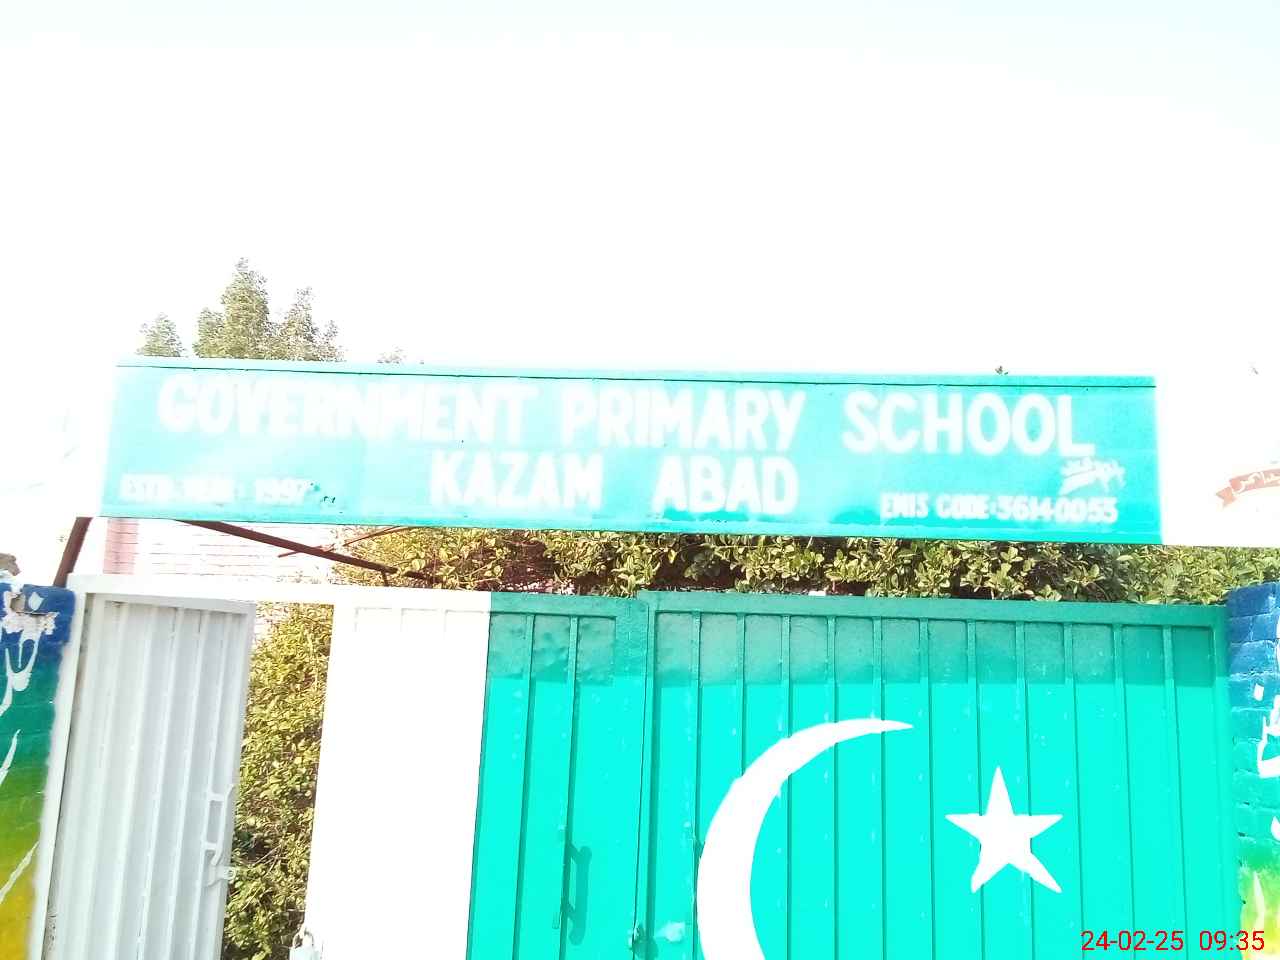 GOVERNMENT PRIMARY SCHOOL
KAZAM ABAD
ESTD: YEAR: 1997
EMIS CODE:36140055
24-02-25 09:35